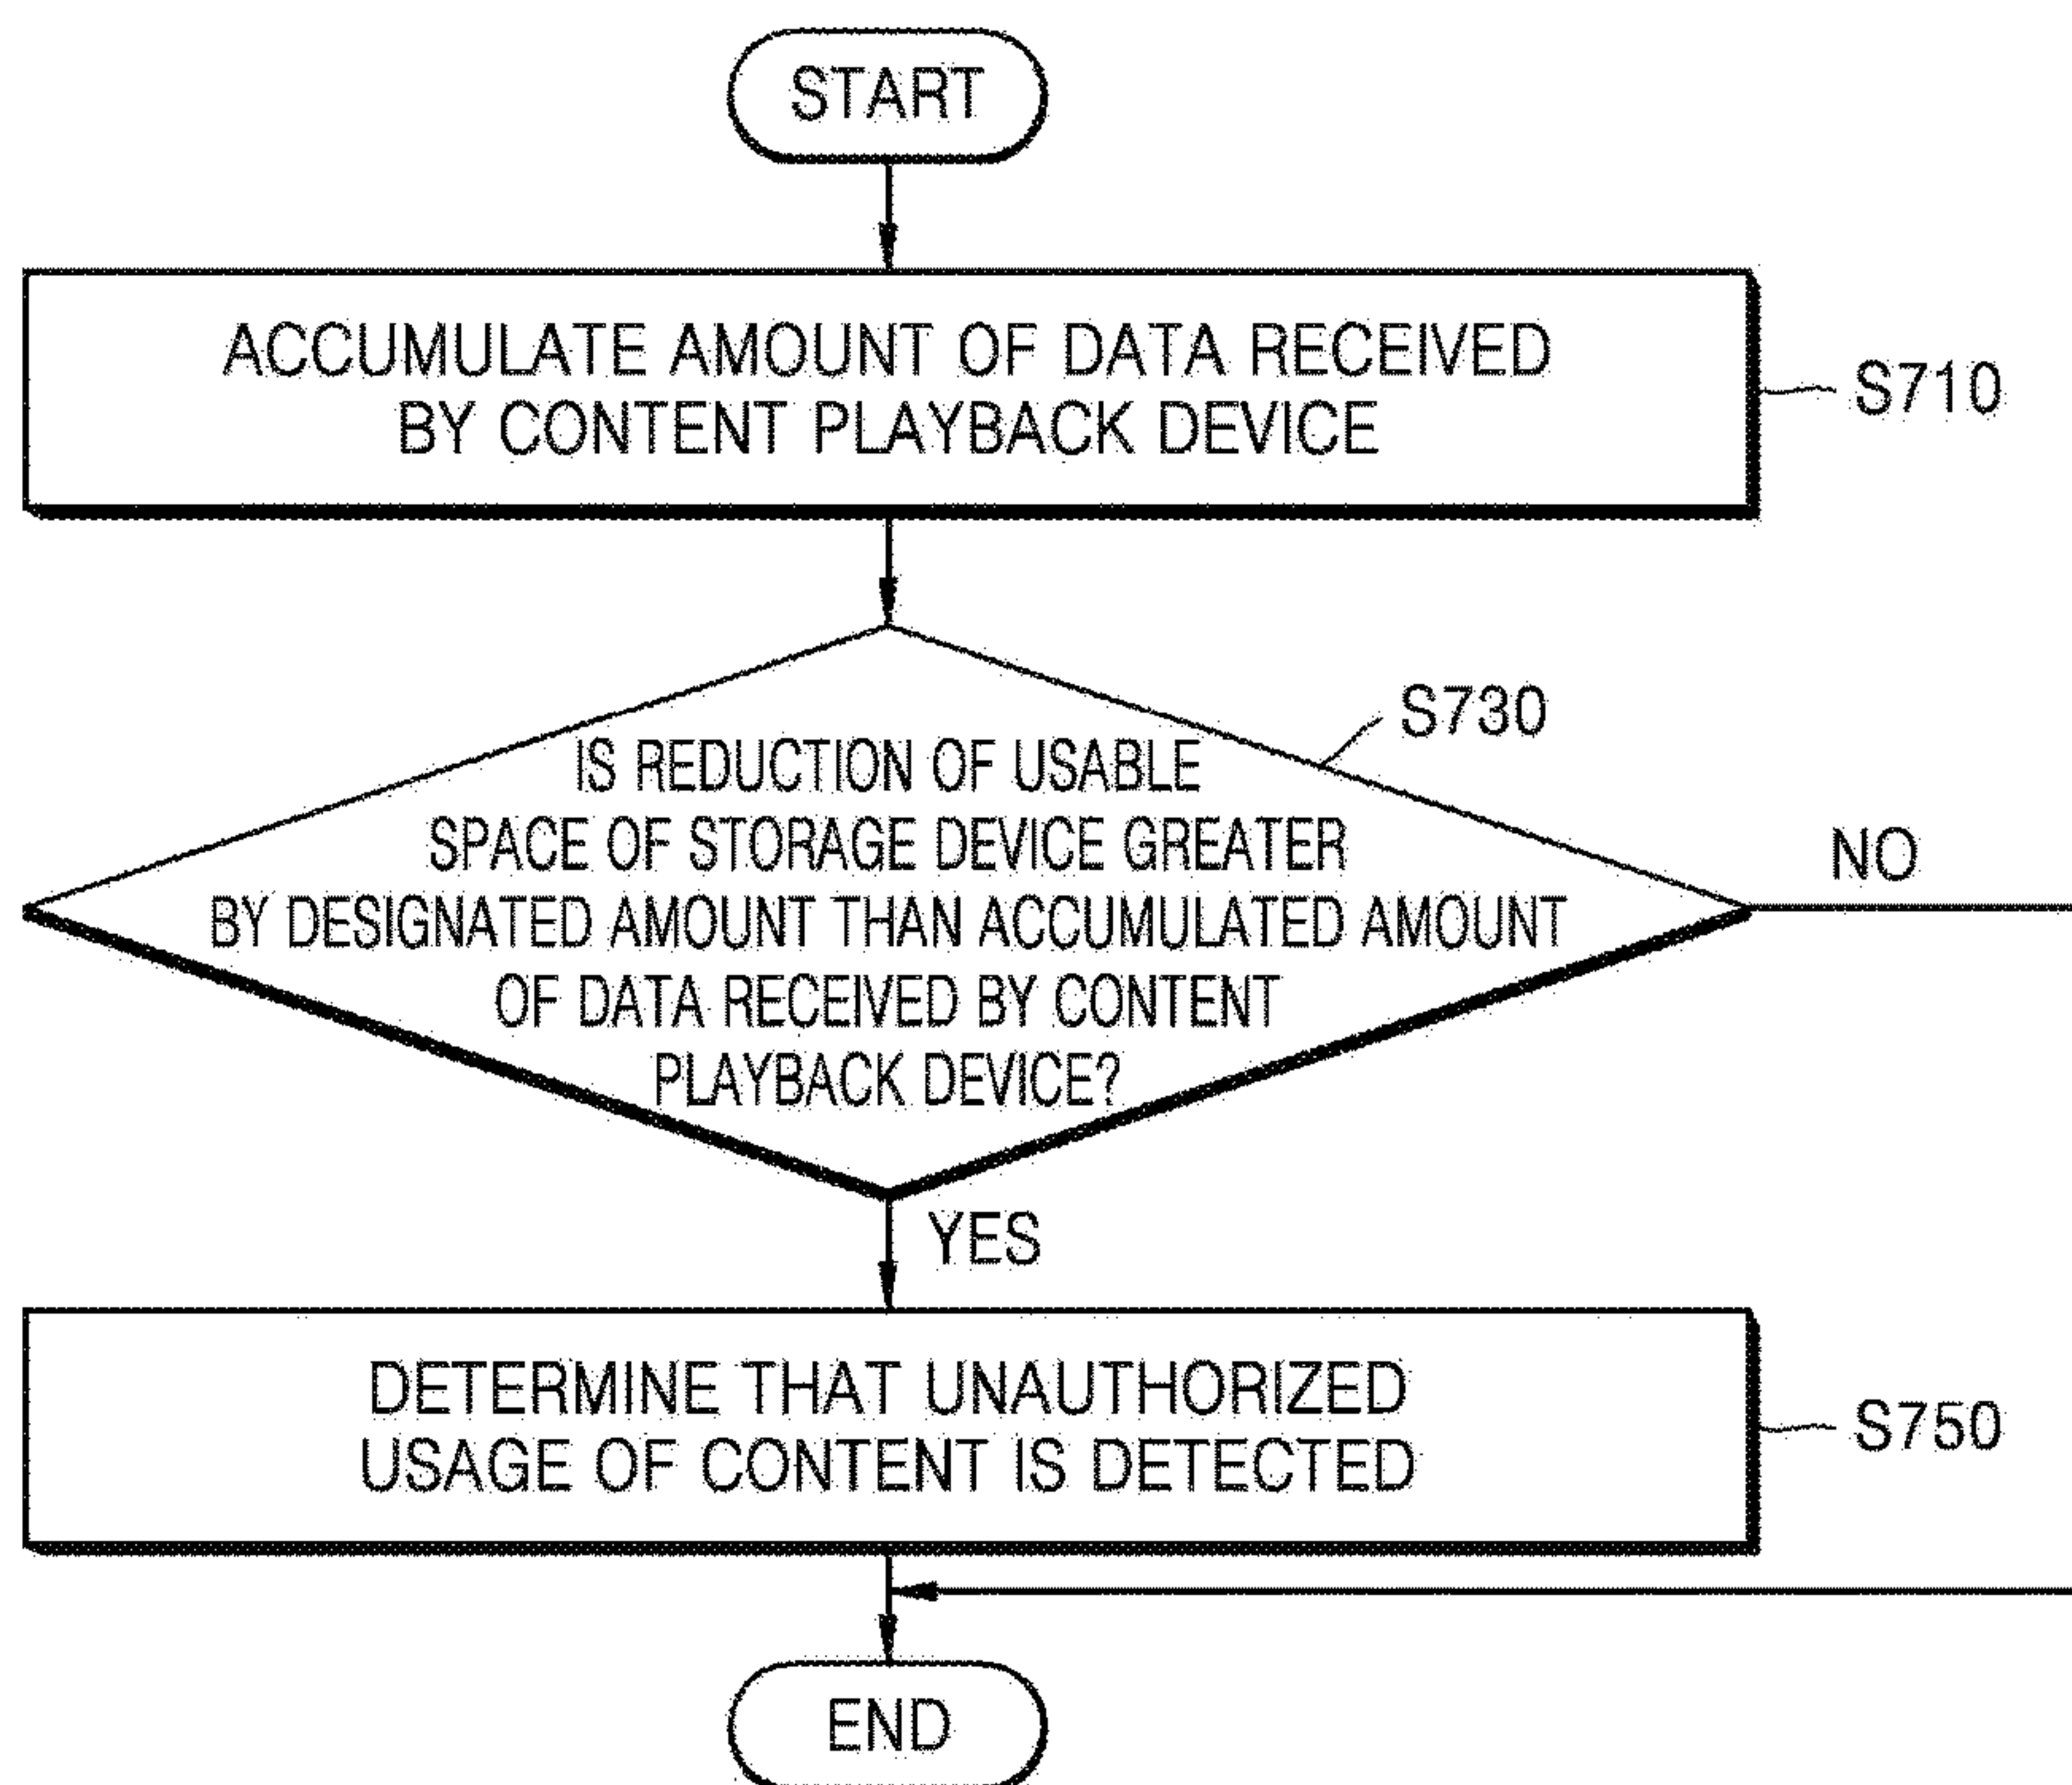 START
ACCUMULATE AMOUNT OF DATA RECEIVED
BY CONTENT PLAYBACK DEVICE
S710
S730
IS REDUCTION OF USABLE
SPACE OF STORAGE DEVICE GREATER
BY DESIGNATED AMOUNT THAN ACCUMULATED AMOUNT
OF DATA RECEIVED BY CONTENT
PLAYBACK DEVICE?
NO
YES
DETERMINE THAT UNAUTHORIZED
USAGE OF CONTENT IS DETECTED
S750
END